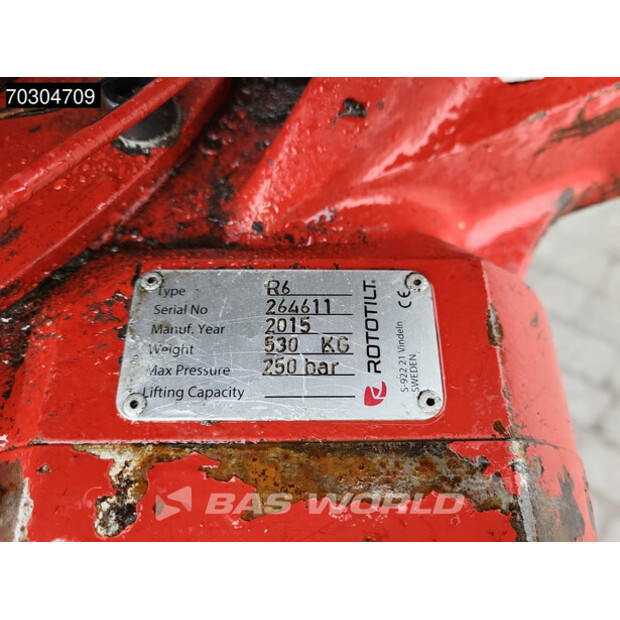 70304709
Type R6
Serial No 264611
Manuf. Year 2015
Weight 530 KG
Max Pressure 250 bar
Lifting Capacity
ROTOTILT®
CE
S-922 21 Vindeln
SWEDEN
BAS WORLD